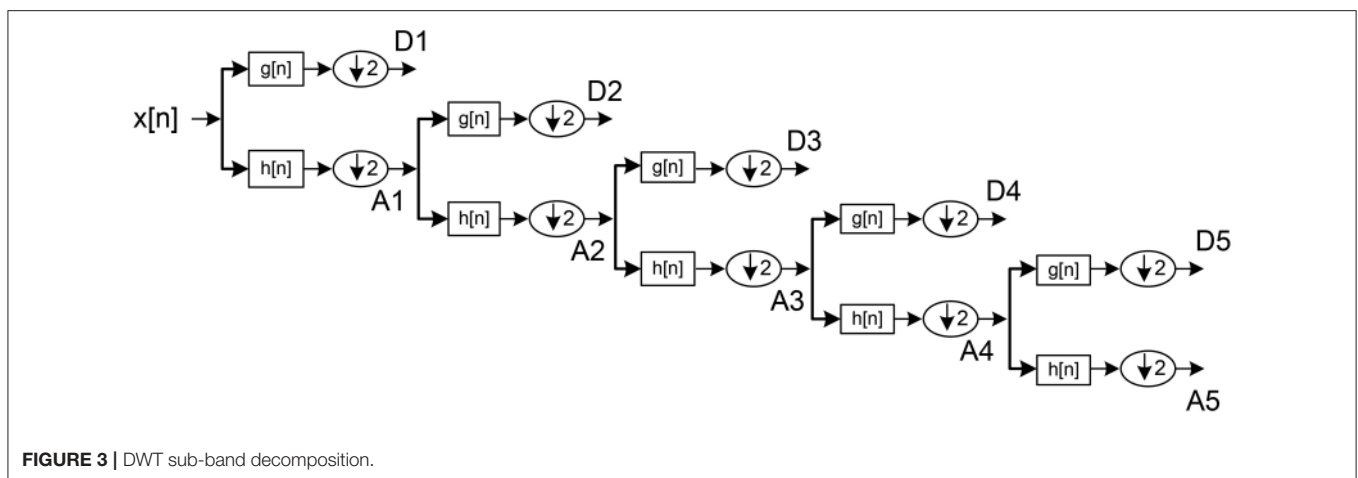 D1
g[n] 2
D2
x[n] g[n] 2
D3
h[n] 2 g[n] 2
A1
D4
h[n] 2 g[n] 2
A2
D5
h[n] 2 g[n] 2
A3
h[n] 2
A4
h[n] 2
A5
FIGURE 3 | DWT sub-band decomposition.